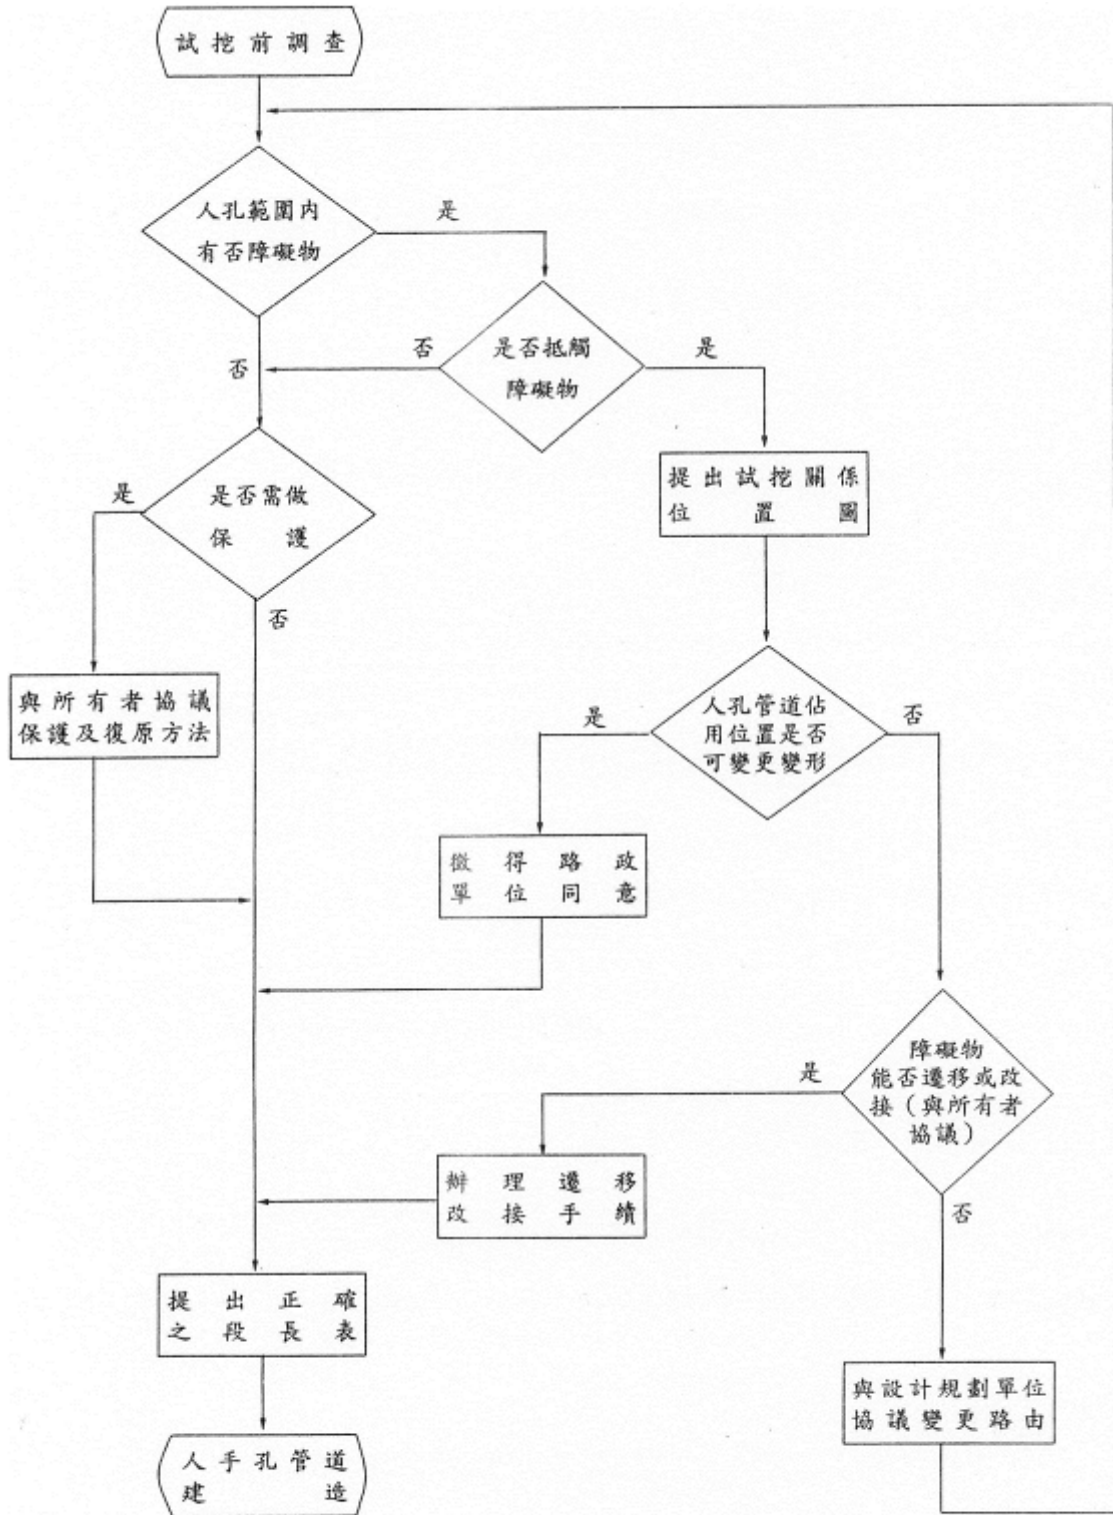 試挖前調查
人孔範圍内
有否障礙物
是
否
是否抵觸
障礙物
否
是
提出試挖關係
位置圖
是否需做
保護
是
否
與所有者協議
保護及復原方法
人孔管道佔
用位置是否
可變更變形
是
否
徵得路政
單位同意
障礙物
能否遷移或改
接（與所有者
協議）
是
否
辦理遷移
改接手續
提出正確
之段長表
與設計規劃單位
協議變更路由
人手孔管道
建造